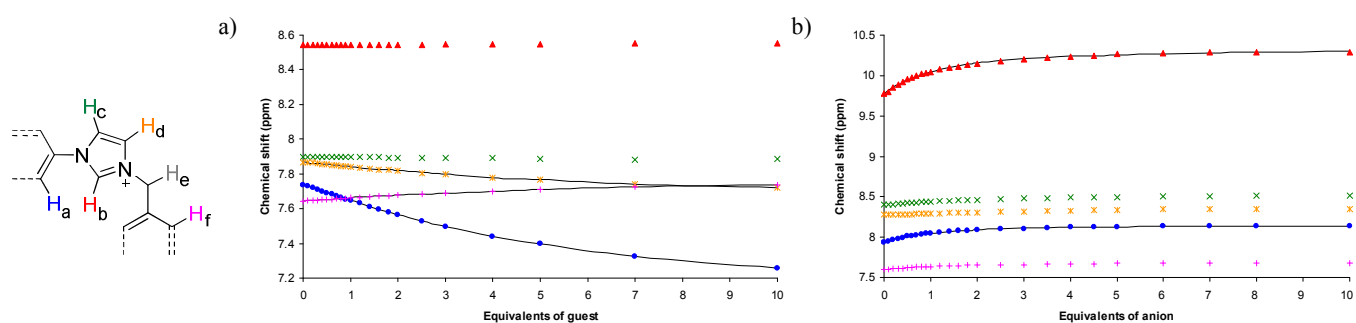 a)
8.6
8.4
8.2
8
7.8
7.6
7.4
7.2
Chemical shift (ppm)
0 1 2 3 4 5 6 7 8 9 10
Equivalents of guest
b)
10.5
10
9.5
9
8.5
8
7.5
Chemical shift (ppm)
0 1 2 3 4 5 6 7 8 9 10
Equivalents of anion
Hc
Hd
N
N
+
He
Ha
Hb
Hf